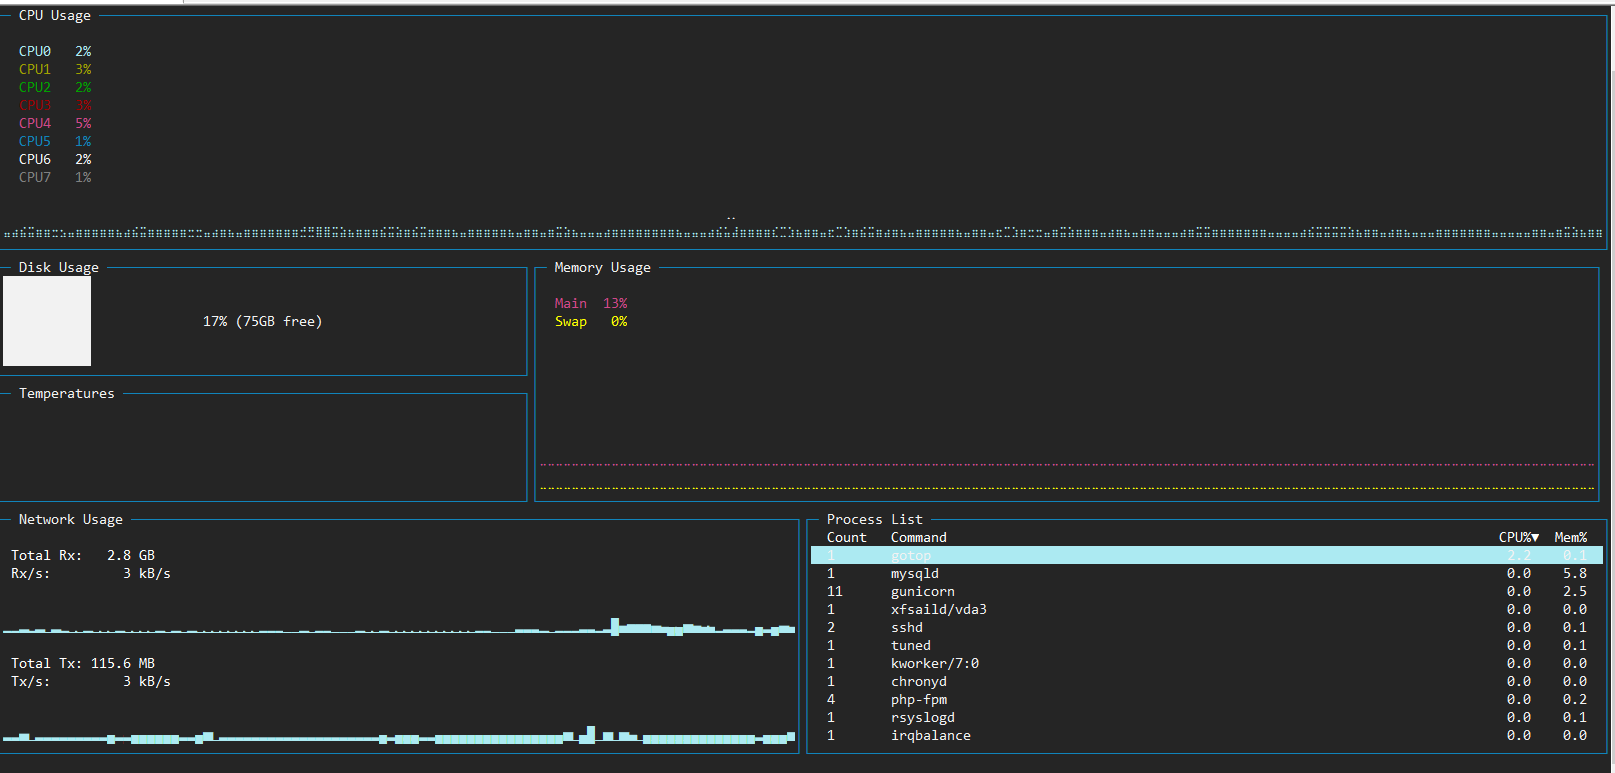 CPU Usage
CPU0 2%
CPU1 3%
CPU2 2%
CPU3 3%
CPU4 5%
CPU5 1%
CPU6 2%
CPU7 1%
Disk Usage
17% (75GB free)
Memory Usage
Main 13%
Swap 0%
Temperatures
Network Usage
Total Rx: 2.8 GB
Rx/s: 3 kB/s
Total Tx: 115.6 MB
Tx/s: 3 kB/s
Process List
Count Command CPU%▼ Mem%
1 gotop 2.2 0.1
1 mysqld 0.0 5.8
11 gunicorn 0.0 2.5
1 xfsaild/vda3 0.0 0.0
2 sshd 0.0 0.1
1 tuned 0.0 0.1
1 kworker/7:0 0.0 0.0
1 chronyd 0.0 0.0
4 php-fpm 0.0 0.2
1 rsyslogd 0.0 0.1
1 irqbalance 0.0 0.0